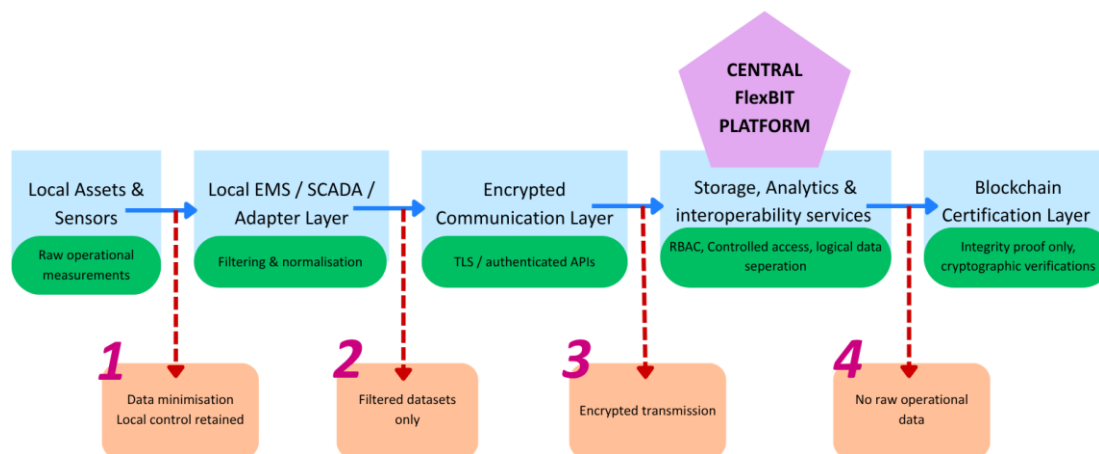 CENTRAL
FlexBIT
PLATFORM
Local Assets &
Sensors
Raw operational
measurements
Local EMS / SCADA /
Adapter Layer
Filtering & normalisation
Encrypted
Communication Layer
TLS / authenticated APIs
Storage, Analytics &
interoperability services
RBAC, Controlled access, logical data
seperation
Blockchain
Certification Layer
Integrity proof only,
cryptographic verifications
1
Data minimisation
Local control retained
2
Filtered datasets
only
3
Encrypted transmission
4
No raw operational
data